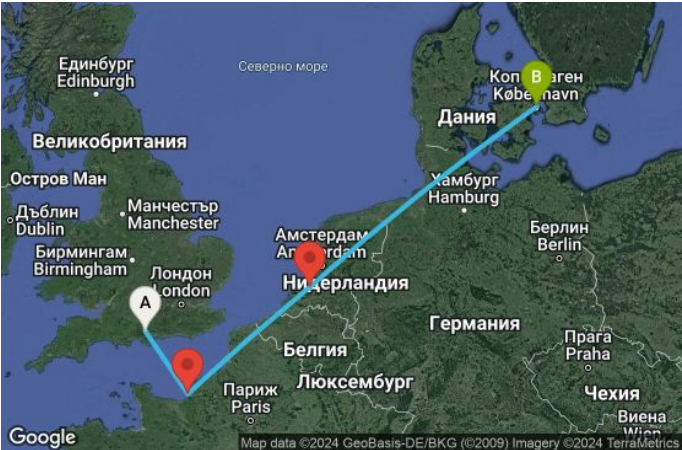 Единбург
Edinburgh
Северно море
Великобритания
Остров Ман
Дъблин
Dublin
Манчестър
Manchester
Бирмингам
Birmingham
Лондон
London
A
B
København
Дания
Хамбург
Hamburg
Амстердам
Amsterdam
Нидерландия
Берлин
Berlin
Германия
Белгия
Люксембург
Париж
Paris
Прага
Praha
Чехия
Виена
Wien
Google
Map data ©2024 GeoBasis-DE/BKG (©2009) Imagery ©2024 TerraMetrics